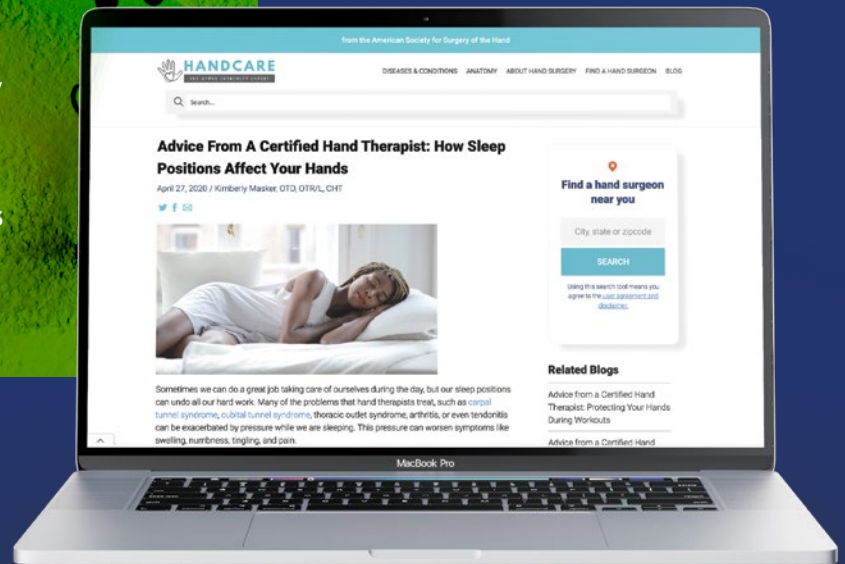 from the American Society for Surgery of the Hand
HANDCARE
DISEASES & CONDITIONS ANATOMY ABOUT HAND SURGERY FIND A HAND SURGEON BLOG
Search...
Advice From A Certified Hand Therapist: How Sleep
Positions Affect Your Hands
April 27, 2020 / Kimberly Masker, OTD, OTR/L, CHT
Sometimes we can do a great job taking care of ourselves during the day, but our sleep positions
can undo all our hard work. Many of the problems that hand therapists treat, such as carpal
tunnel syndrome, cubital tunnel syndrome, thoracic outlet syndrome, arthritis, or even tendonitis
can be exacerbated by pressure while we are sleeping. This pressure can worsen symptoms like
swelling, numbness, tingling, and pain.
Find a hand surgeon
near you
City, state or zipcode
SEARCH
Using this search tool means you
agree to the user agreement and
disclaimer.
Related Blogs
Advice from a Certified Hand
Therapist: Protecting Your Hands
During Workouts
Advice from a Certified Hand
MacBook Pro